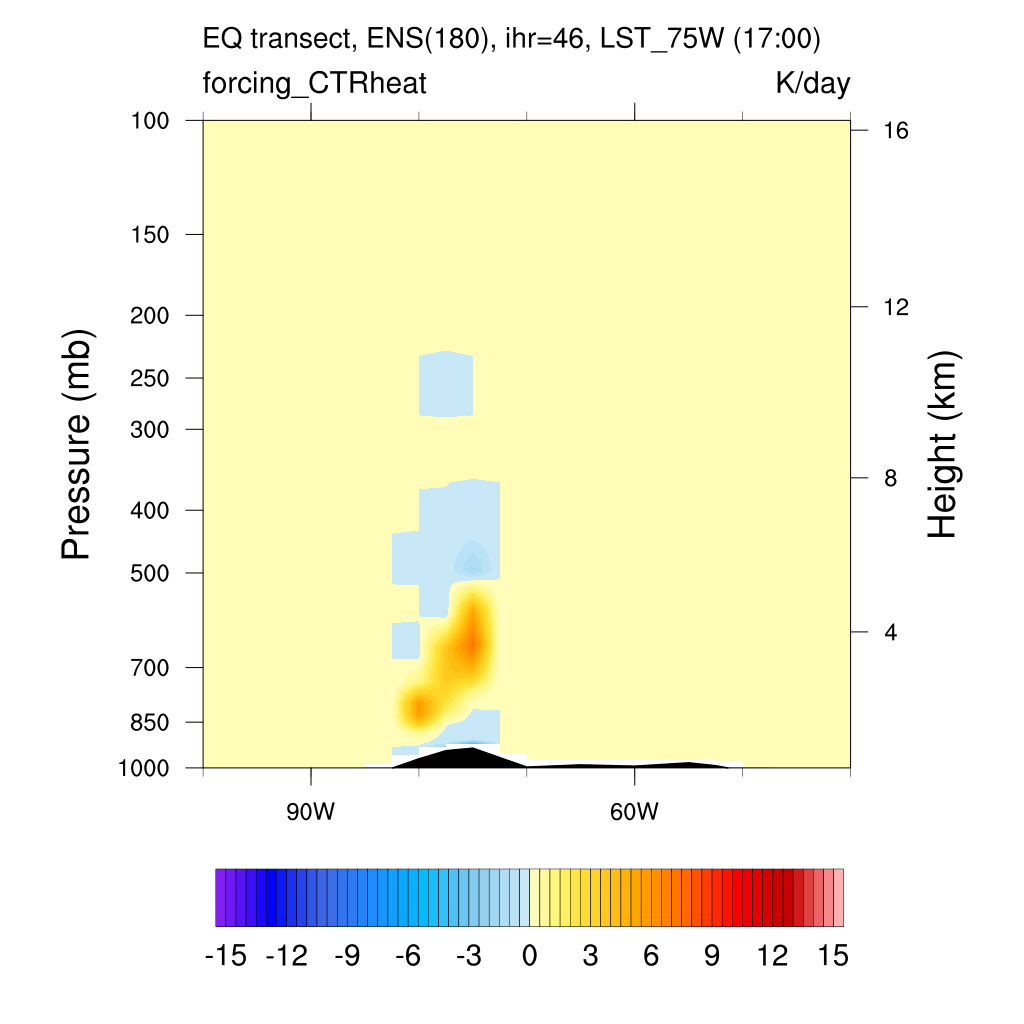 EQ transect, ENS(180), ihr=46, LST_75W (17:00)
forcing_CTRheat K/day
100
150
200
250
300
400
500
700
850
1000
Pressure (mb)
16
12
8
4
Height (km)
90W 60W
-15 -12 -9 -6 -3 0 3 6 9 12 15